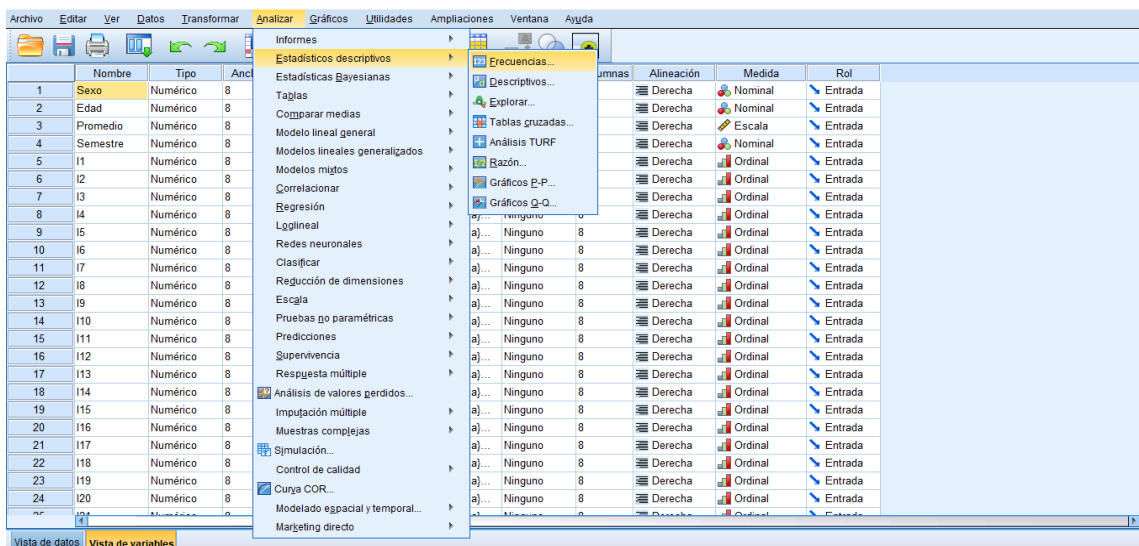 Archivo Editar Ver Datos Transformar Analizar Gráficos Utilidades Ampliaciones Ventana Ayuda
Informes
Estadísticos descriptivos
Estadísticas Bayesianas
Tablas
Comparar medias
Modelo lineal general
Modelos lineales generalizados
Modelos mixtos
Correlacionar
Regresión
Loglineal
Redes neuronales
Clasificar
Reducción de dimensiones
Escala
Pruebas no paramétricas
Predicciones
Supervivencia
Respuesta múltiple
Análisis de valores perdidos...
Imputación múltiple
Muestras complejas
Simulación...
Control de calidad
Curva COR...
Modelado espacial y temporal...
Marketing directo
Frecuencias...
Descriptivos...
Explorar...
Tablas cruzadas...
Análisis TURF
Razón...
Gráficos P-P...
Gráficos Q-Q...
Nombre Tipo Alineación Medida Rol
1 Sexo Numérico 8 Derecha Nominal Entrada
2 Edad Numérico 8 Derecha Nominal Entrada
3 Promedio Numérico 8 Derecha Escala Entrada
4 Semestre Numérico 8 Derecha Nominal Entrada
5 I1 Numérico 8 Derecha Ordinal Entrada
6 I2 Numérico 8 Derecha Ordinal Entrada
7 I3 Numérico 8 Derecha Ordinal Entrada
8 I4 Numérico 8 a}... Ninguno 8 Derecha Ordinal Entrada
9 I5 Numérico 8 a}... Ninguno 8 Derecha Ordinal Entrada
10 I6 Numérico 8 a}... Ninguno 8 Derecha Ordinal Entrada
11 I7 Numérico 8 a}... Ninguno 8 Derecha Ordinal Entrada
12 I8 Numérico 8 a}... Ninguno 8 Derecha Ordinal Entrada
13 I9 Numérico 8 a}... Ninguno 8 Derecha Ordinal Entrada
14 I10 Numérico 8 a}... Ninguno 8 Derecha Ordinal Entrada
15 I11 Numérico 8 a}... Ninguno 8 Derecha Ordinal Entrada
16 I12 Numérico 8 a}... Ninguno 8 Derecha Ordinal Entrada
17 I13 Numérico 8 a}... Ninguno 8 Derecha Ordinal Entrada
18 I14 Numérico 8 a}... Ninguno 8 Derecha Ordinal Entrada
19 I15 Numérico 8 a}... Ninguno 8 Derecha Ordinal Entrada
20 I16 Numérico 8 a}... Ninguno 8 Derecha Ordinal Entrada
21 I17 Numérico 8 a}... Ninguno 8 Derecha Ordinal Entrada
22 I18 Numérico 8 a}... Ninguno 8 Derecha Ordinal Entrada
23 I19 Numérico 8 a}... Ninguno 8 Derecha Ordinal Entrada
24 I20 Numérico 8 a}... Ninguno 8 Derecha Ordinal Entrada
Vista de datos Vista de variables